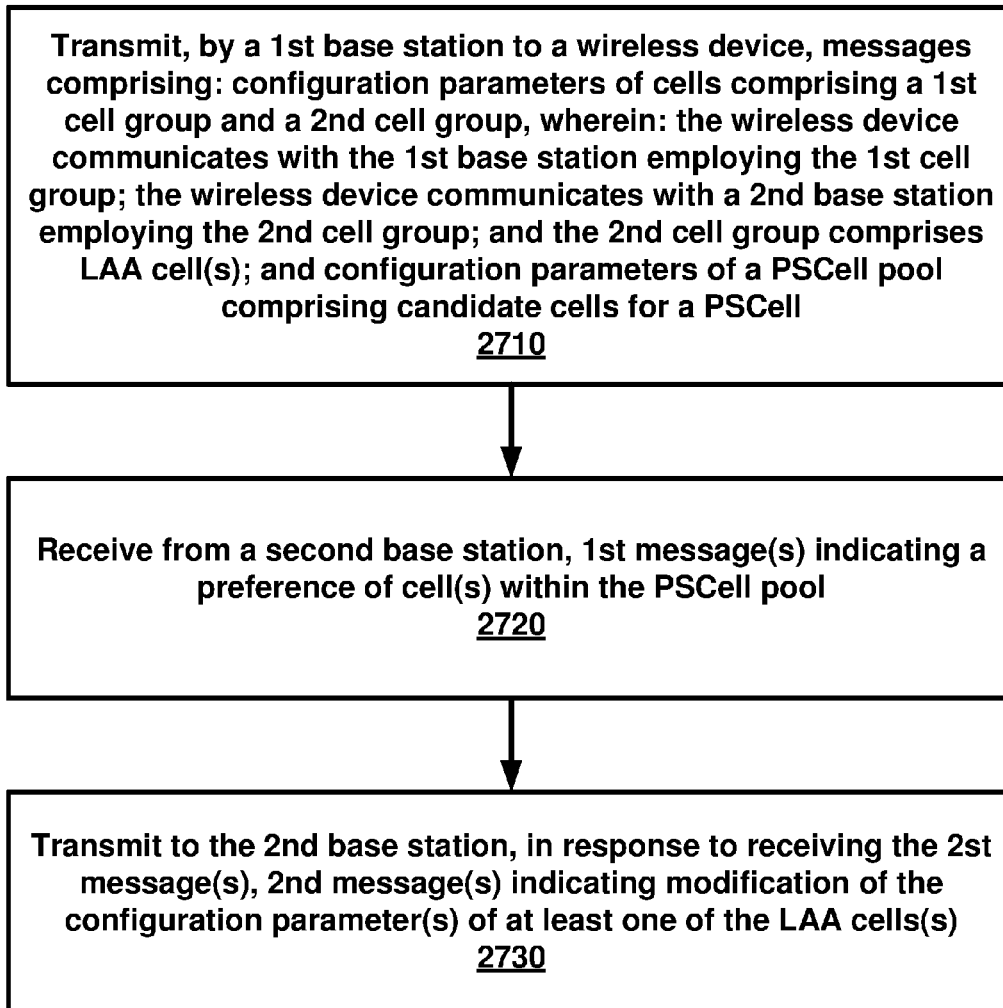 Transmit, by a 1st base station to a wireless device, messages
comprising: configuration parameters of cells comprising a 1st
cell group and a 2nd cell group, wherein: the wireless device
communicates with the 1st base station employing the 1st cell
group; the wireless device communicates with a 2nd base station
employing the 2nd cell group; and the 2nd cell group comprises
LAA cell(s); and configuration parameters of a PSCell pool
comprising candidate cells for a PSCell
2710
Receive from a second base station, 1st message(s) indicating a
preference of cell(s) within the PSCell pool
2720
Transmit to the 2nd base station, in response to receiving the 2st
message(s), 2nd message(s) indicating modification of the
configuration parameter(s) of at least one of the LAA cells(s)
2730